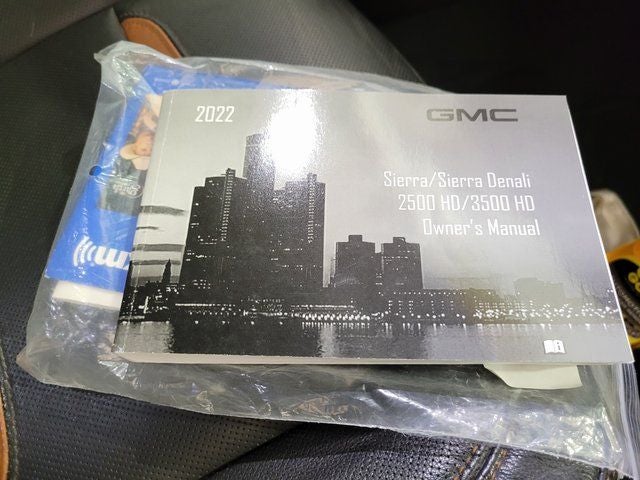 2022
GMC
Sierra/Sierra Denali
2500 HD/3500 HD
Owner's Manual